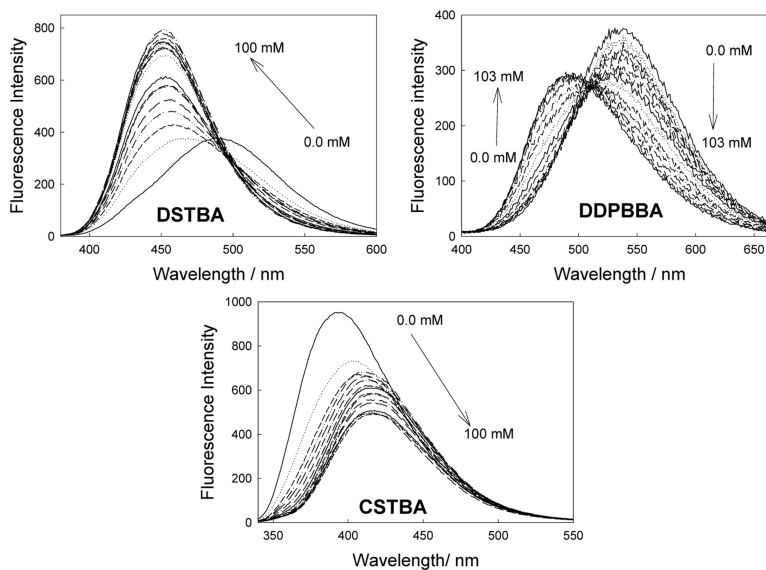 800
600
400
200
0
Fluorescence Intensity
100 mM
0.0 mM
DSTBA
400 450 500 550 600
Wavelength / nm
400
300
200
100
0
Fluorescence intensity
103 mM
0.0 mM
0.0 mM
103 mM
DDPBBA
400 450 500 550 600 650
Wavelength / nm
1000
800
600
400
200
0
Fluorescence Intensity
0.0 mM
100 mM
CSTBA
350 400 450 500 550
Wavelength/ nm